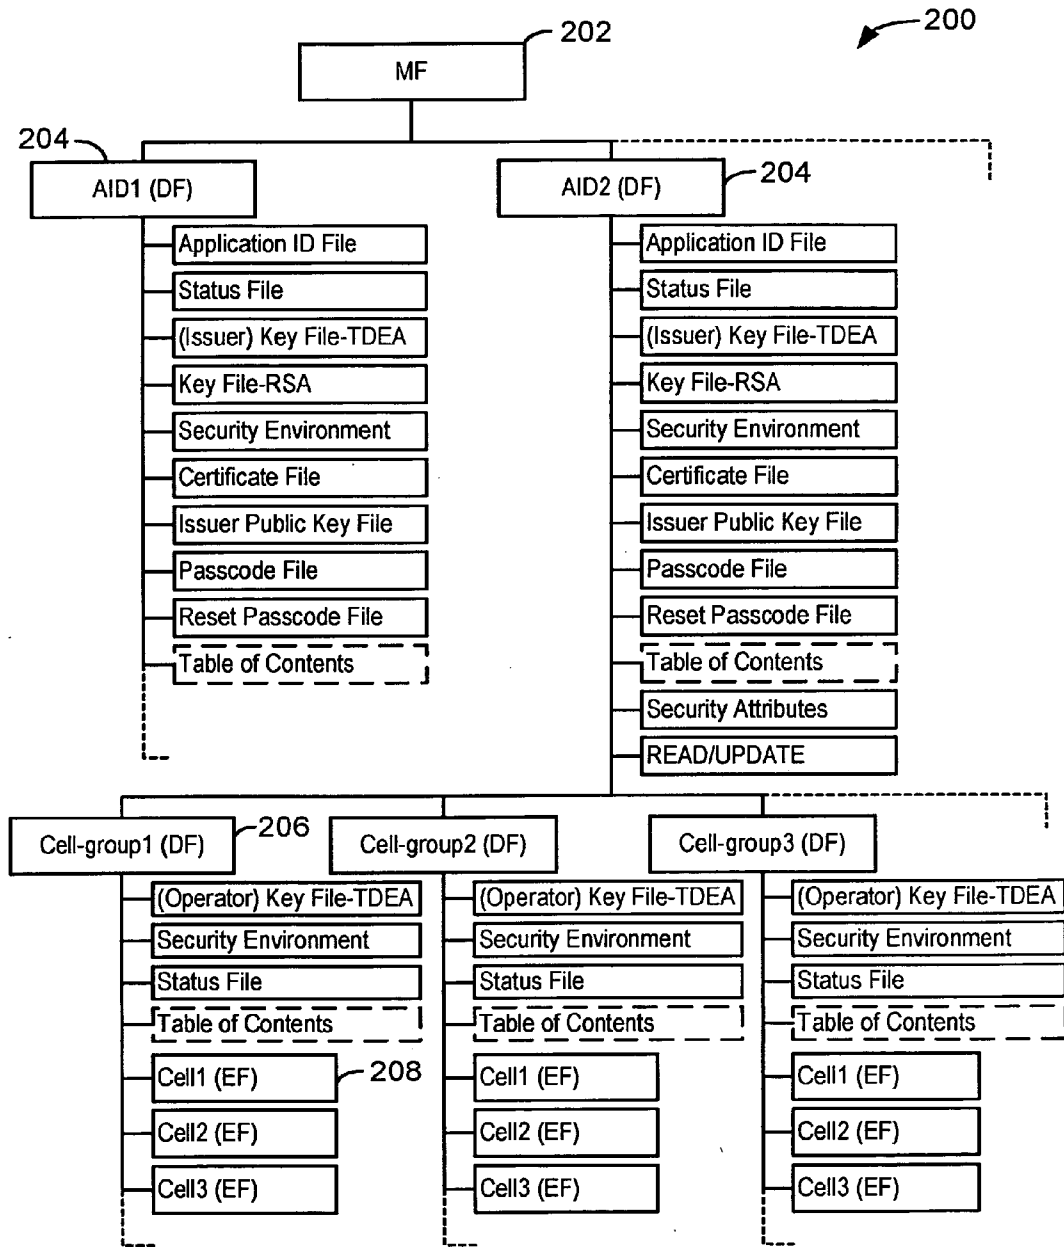 200
202
MF
204
AID1 (DF)
Application ID File
Status File
(Issuer) Key File-TDEA
Key File-RSA
Security Environment
Certificate File
Issuer Public Key File
Passcode File
Reset Passcode File
Table of Contents
AID2 (DF)
204
Application ID File
Status File
(Issuer) Key File-TDEA
Key File-RSA
Security Environment
Certificate File
Issuer Public Key File
Passcode File
Reset Passcode File
Table of Contents
Security Attributes
READ/UPDATE
Cell-group1 (DF)
206
(Operator) Key File-TDEA
Security Environment
Status File
Table of Contents
Cell1 (EF)
208
Cell2 (EF)
Cell3 (EF)
Cell-group2 (DF)
(Operator) Key File-TDEA
Security Environment
Status File
Table of Contents
Cell1 (EF)
Cell2 (EF)
Cell3 (EF)
Cell-group3 (DF)
(Operator) Key File-TDEA
Security Environment
Status File
Table of Contents
Cell1 (EF)
Cell2 (EF)
Cell3 (EF)